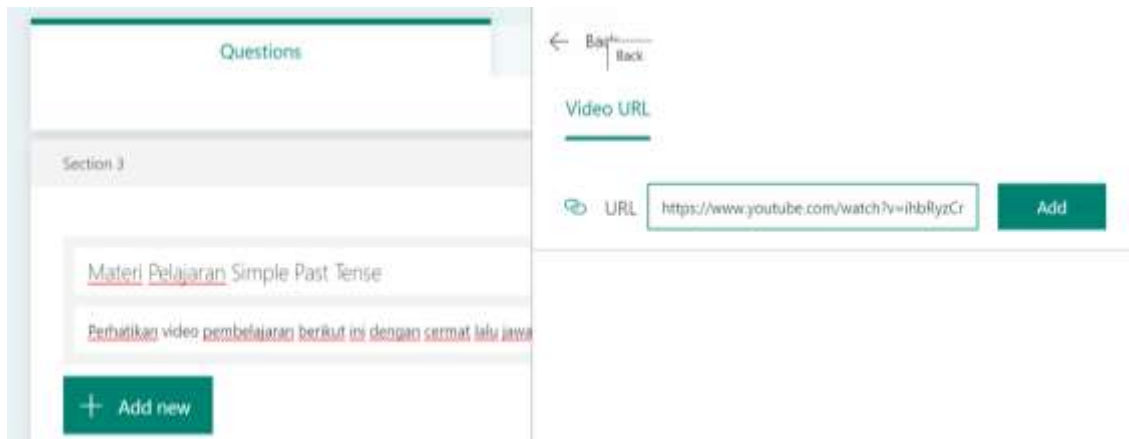 Questions
Section 3
Materi Pelajaran Simple Past Tense
Perhatikan video pembelajaran berikut ini dengan cermat lalu jawa
+ Add new
← Back
Back
Video URL
URL https://www.youtube.com/watch?v=ihbRyzCr Add